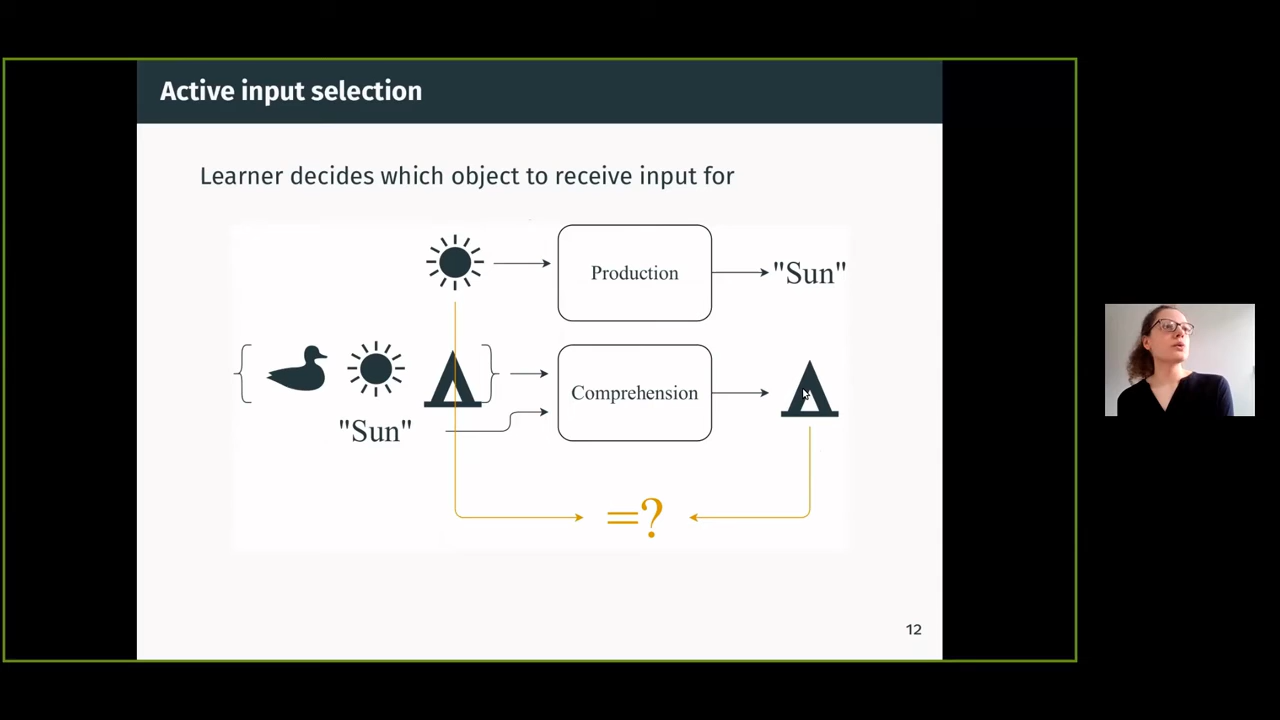 Active input selection
Learner decides which object to receive input for
Production
"Sun"
Comprehension
"Sun"
=?
12